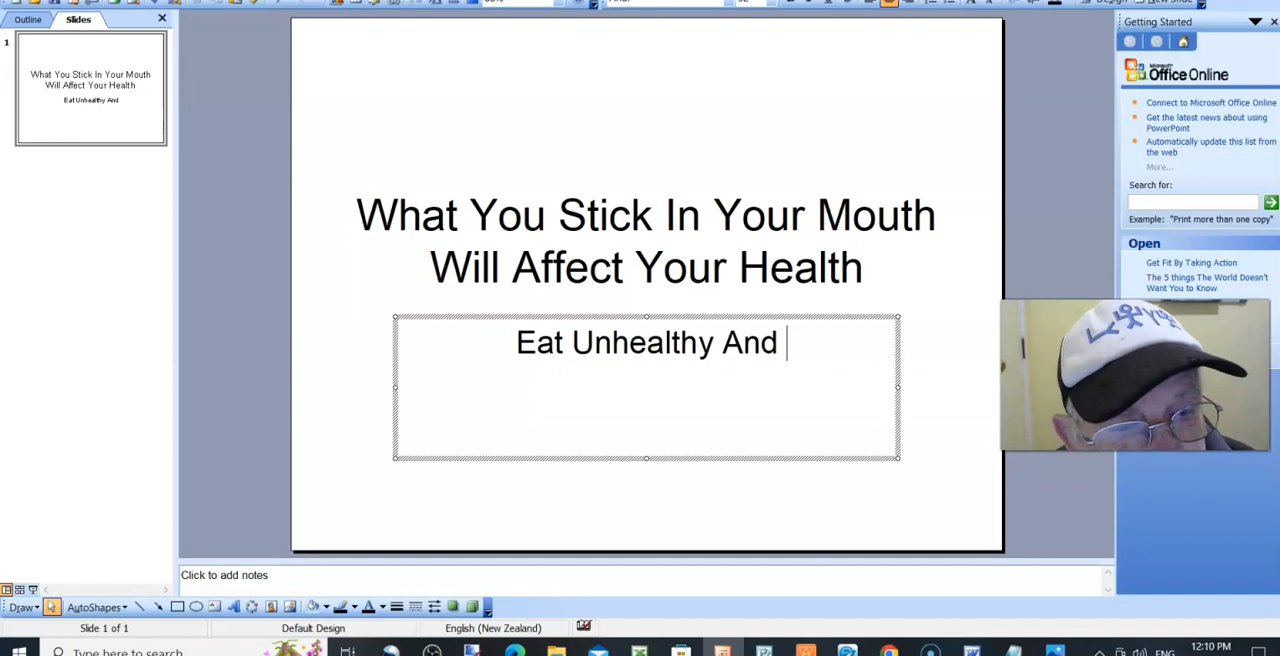 Outline
Slides
Getting Started
1
What You Stick In Your Mouth
Will Affect Your Health
Eat Unhealthy And
Microsoft
Office Online
Connect to Microsoft Office Online
Get the latest news about using
PowerPoint
Automatically update this list from
the web
More...
Search for:
Example: "Print more than one copy"
Open
Get Fit By Taking Action
The 5 things The World Doesn't
Want You to Know
What You Stick In Your Mouth
Will Affect Your Health
Eat Unhealthy And
Click to add notes
Draw
AutoShapes
Slide 1 of 1
Default Design
English (New Zealand)
Type here to search
ENG
12:10 PM